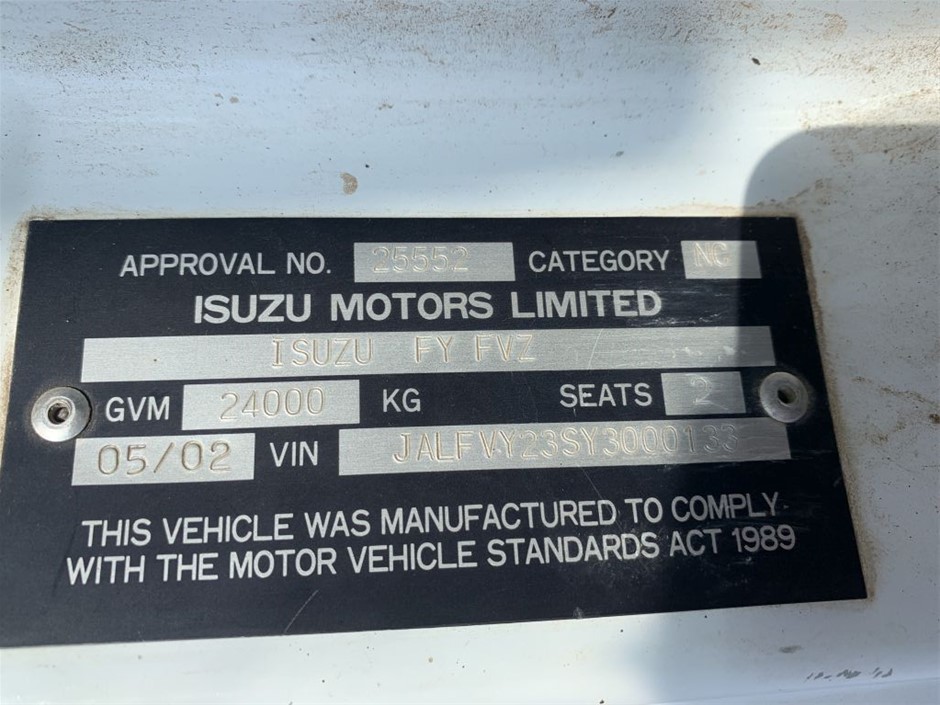 APPROVAL NO. 25552 CATEGORY NC
ISUZU MOTORS LIMITED
ISUZU FY FVZ
GVM 24000 KG SEATS 2
05/02 VIN JALFVY23SY3000133
THIS VEHICLE WAS MANUFACTURED TO COMPLY
WITH THE MOTOR VEHICLE STANDARDS ACT 1989